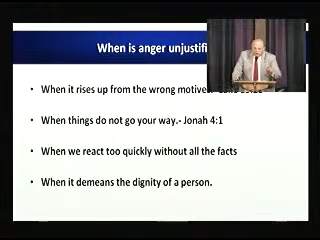 When is anger unjustifi
• When it rises up from the wrong motive.
• When things do not go your way.- Jonah 4:1
• When we react too quickly without all the facts
• When it demeans the dignity of a person.